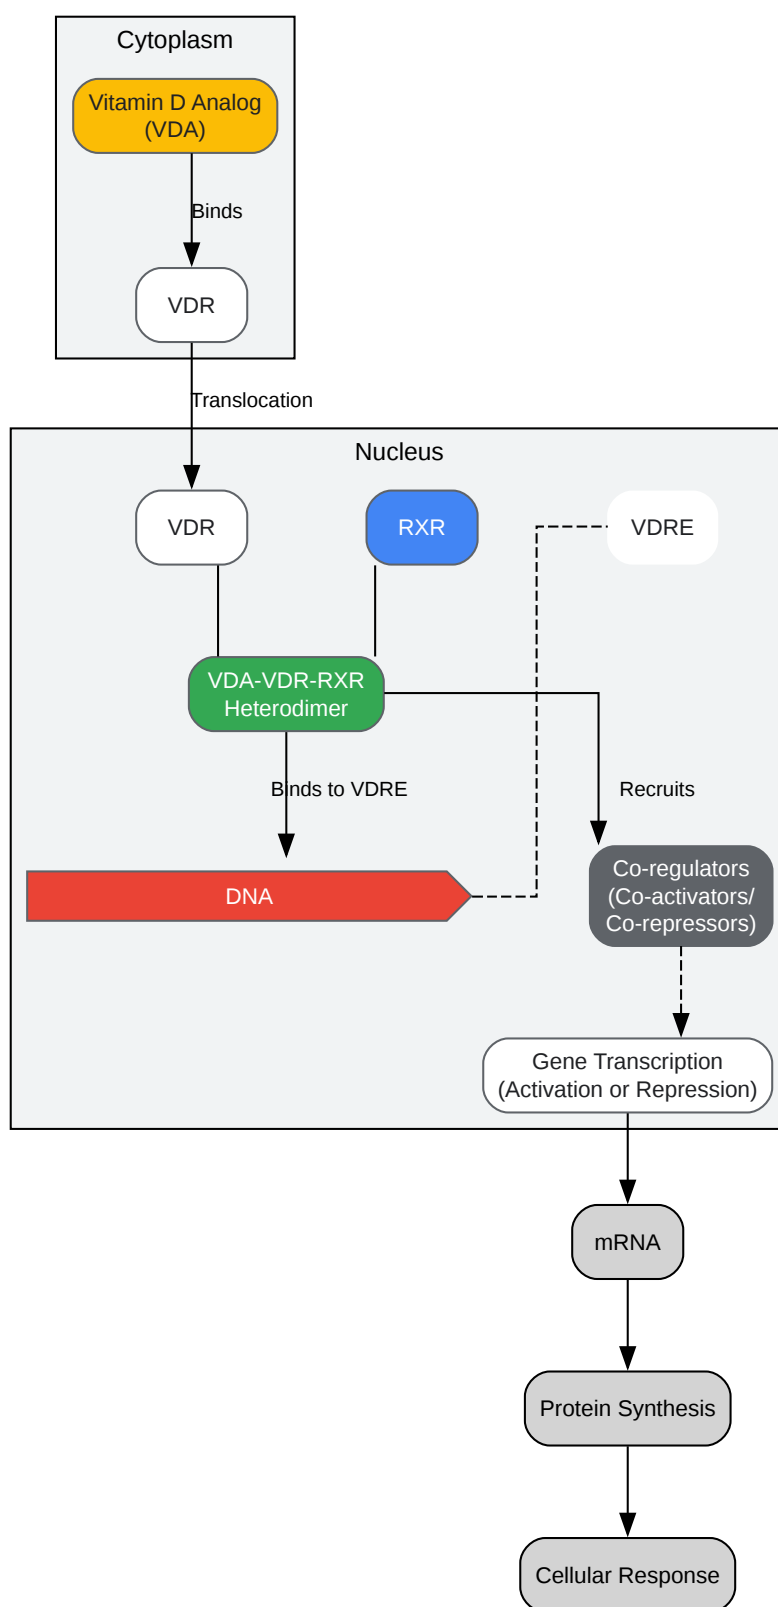 Cytoplasm
Vitamin D Analog
(VDA)
Binds
VDR
Translocation
Nucleus
VDR
RXR
VDRE
VDA-VDR-RXR
Heterodimer
Binds to VDRE
Recruits
DNA
Co-regulators
(Co-activators/
Co-repressors)
Gene Transcription
(Activation or Repression)
mRNA
Protein Synthesis
Cellular Response